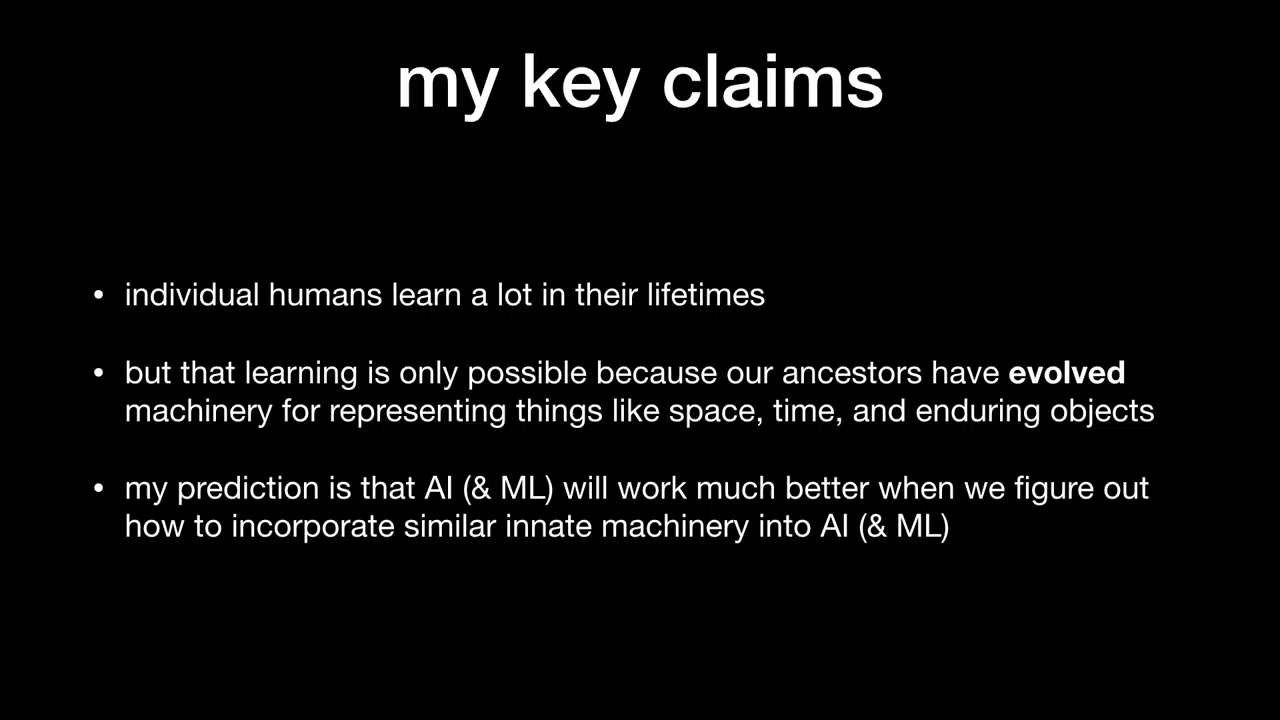 my key claims
• individual humans learn a lot in their lifetimes
• but that learning is only possible because our ancestors have evolved
machinery for representing things like space, time, and enduring objects
• my prediction is that AI (& ML) will work much better when we figure out
how to incorporate similar innate machinery into AI (& ML)